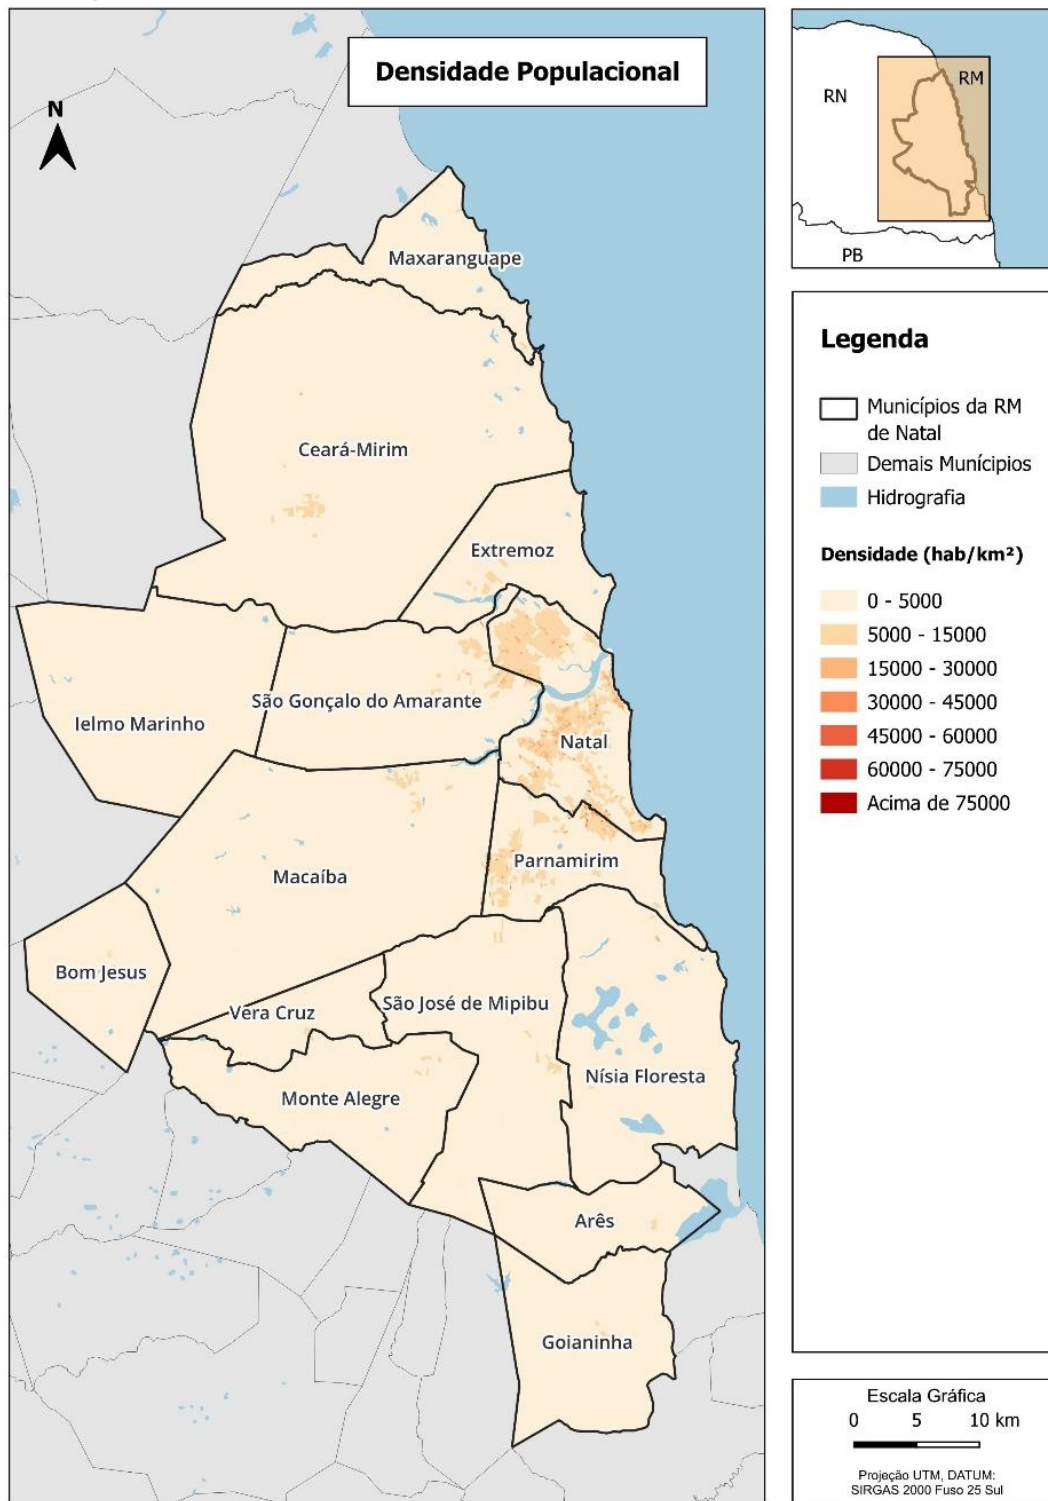 Densidade Populacional
N
RN
RM
PB
Maxaranguape
Ceará-Mirim
Extremoz
Ielmo Marinho
São Gonçalo do Amarante
Natal
Parnamirim
Macaíba
Bom Jesus
Vera Cruz
São José de Mipibu
Nísia Floresta
Monte Alegre
Arês
Goianinha
Legenda
Municípios da RM
de Natal
Demais Munícipios
Hidrografia
Densidade (hab/km²)
0 - 5000
5000 - 15000
15000 - 30000
30000 - 45000
45000 - 60000
60000 - 75000
Acima de 75000
Escala Gráfica
0 5 10 km
Projeção UTM, DATUM:
SIRGAS 2000 Fuso 25 Sul